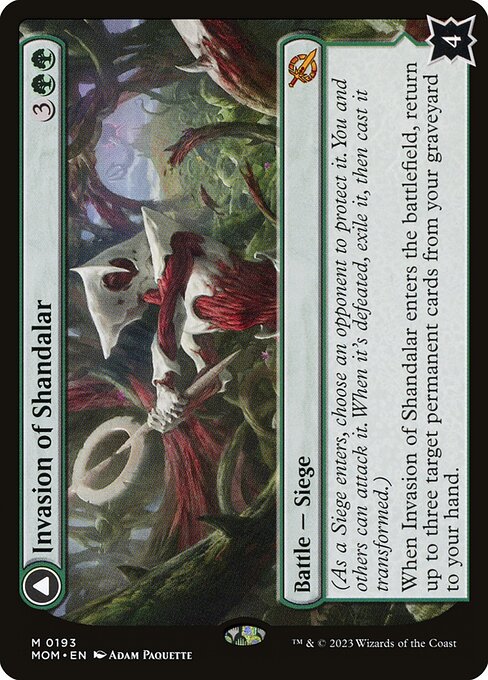 Invasion of Shandalar
3
Battle – Siege
4
(As a Siege enters, choose an opponent to protect it. You and
others can attack it. When it's defeated, exile it, then cast it
transformed.)
When Invasion of Shandalar enters the battlefield, return
up to three target permanent cards from your graveyard
to your hand.
M 0193
MOM • EN Adam Paquette
™ & © 2023 Wizards of the Coast